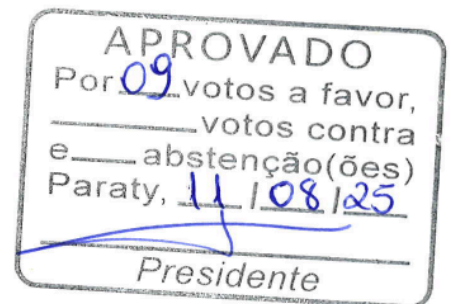 APROVADO
Por 09 votos a favor,
votos contra
e abstenção(ões)
Paraty, 11 / 08 / 25
Presidente